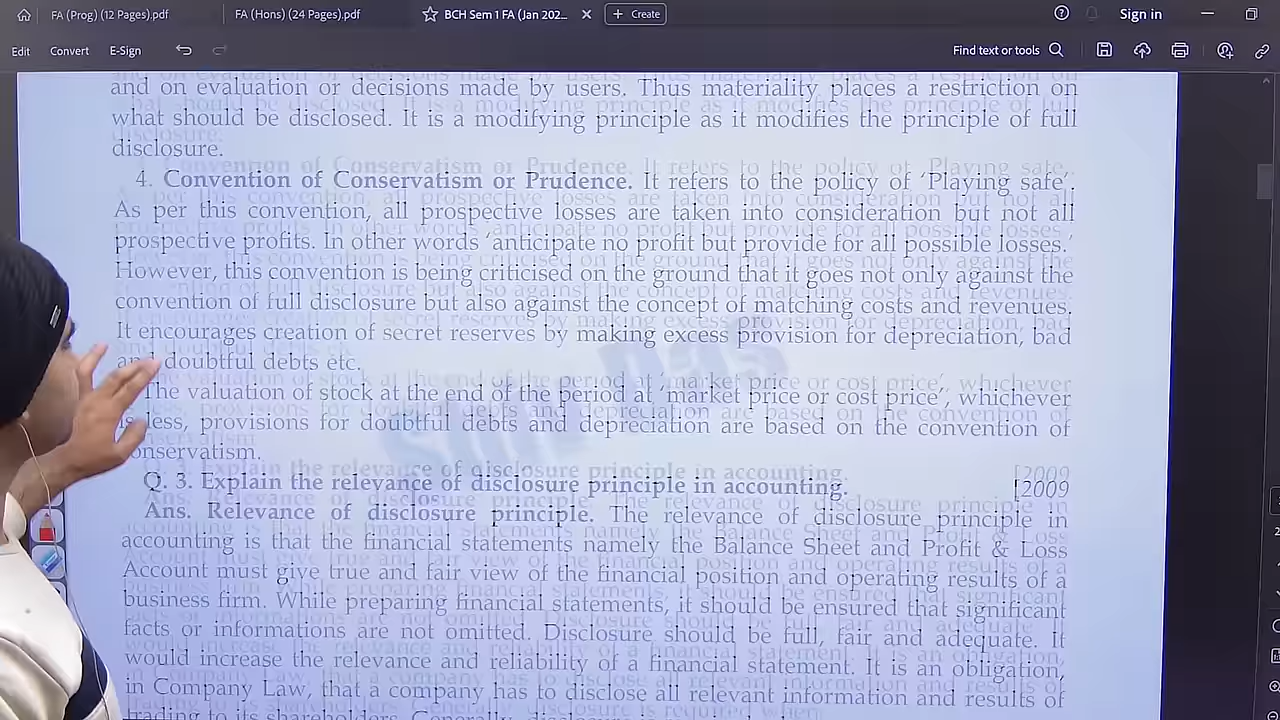 FA (Prog) (12 Pages).pdf
FA (Hons) (24 Pages).pdf
BCH Sem 1 FA (Jan 202...
Create
Sign in
Edit
Convert
E-Sign
Find text or tools
and on evaluation or decisions made by users. Thus materiality places a restriction on
what should be disclosed. It is a modifying principle as it modifies the principle of full
disclosure.
4. Convention of Conservatism or Prudence. It refers to the policy of 'Playing safe'.
As per this convention, all prospective losses are taken into consideration but not all
prospective profits. In other words 'anticipate no profit but provide for all possible losses.'
However, this convention is being criticised on the ground that it goes not only against the
convention of full disclosure but also against the concept of matching costs and revenues.
It encourages creation of secret reserves by making excess provision for depreciation, bad
and doubtful debts etc.
The valuation of stock at the end of the period at 'market price or cost price', whichever
is less, provisions for doubtful debts and depreciation are based on the convention of
onservatism.
Q. 3. Explain the relevance of disclosure principle in accounting. [2009
Ans. Relevance of disclosure principle. The relevance of disclosure principle in
accounting is that the financial statements namely the Balance Sheet and Profit & Loss
Account must give true and fair view of the financial position and operating results of a
business firm. While preparing financial statements, it should be ensured that significant
facts or informations are not omitted. Disclosure should be full, fair and adequate. It
would increase the relevance and reliability of a financial statement. It is an obligation,
in Company Law, that a company has to disclose all relevant information and results of
trading to its shareholders. Generally, disclosure is required when